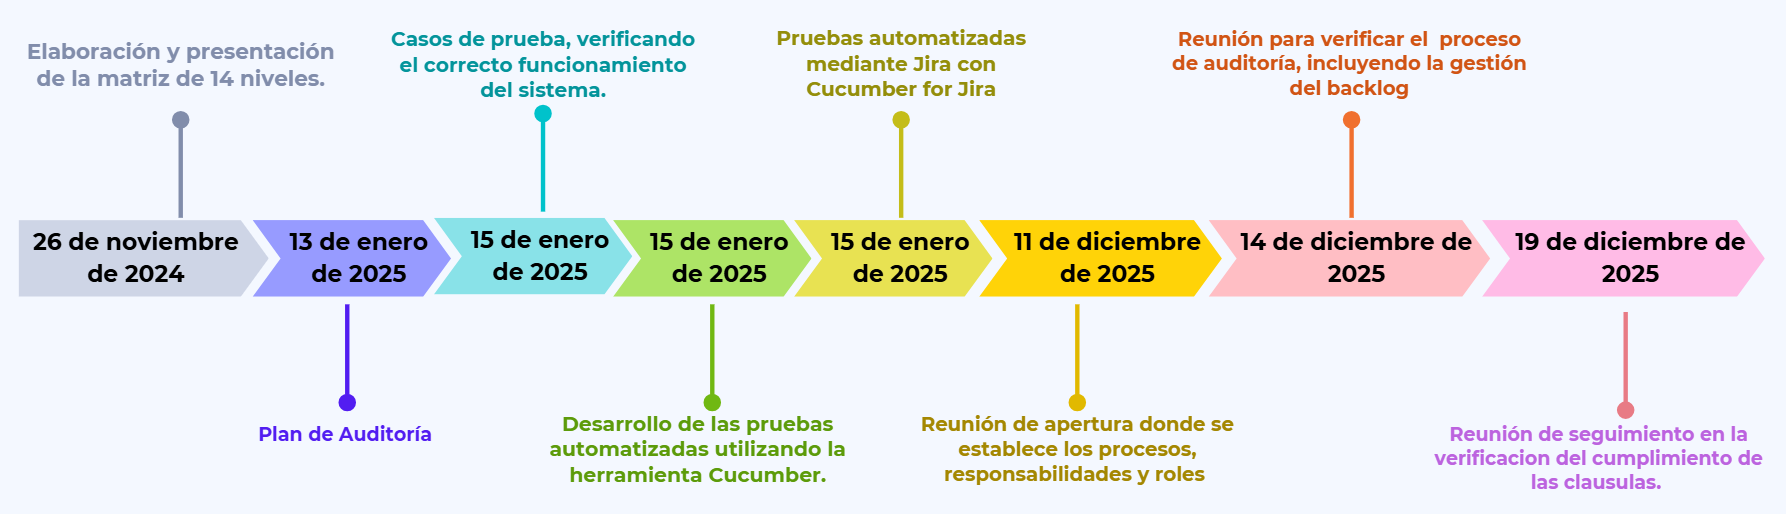 Elaboración y presentación
de la matriz de 14 niveles.
Casos de prueba, verificando
el correcto funcionamiento
del sistema.
Pruebas automatizadas
mediante Jira con
Cucumber for Jira
Reunión para verificar el  proceso
de auditoría, incluyendo la gestión
del backlog
26 de noviembre
de 2024
13 de enero
de 2025
15 de enero
de 2025
15 de enero
de 2025
15 de enero
de 2025
11 de diciembre
de 2025
14 de diciembre de
2025
19 de diciembre de
2025
Plan de Auditoría
Desarrollo de las pruebas
automatizadas utilizando la
herramienta Cucumber.
Reunión de apertura donde se
establece los procesos,
responsabilidades y roles
Reunión de seguimiento en la
verificacion del cumplimiento de
las clausulas.